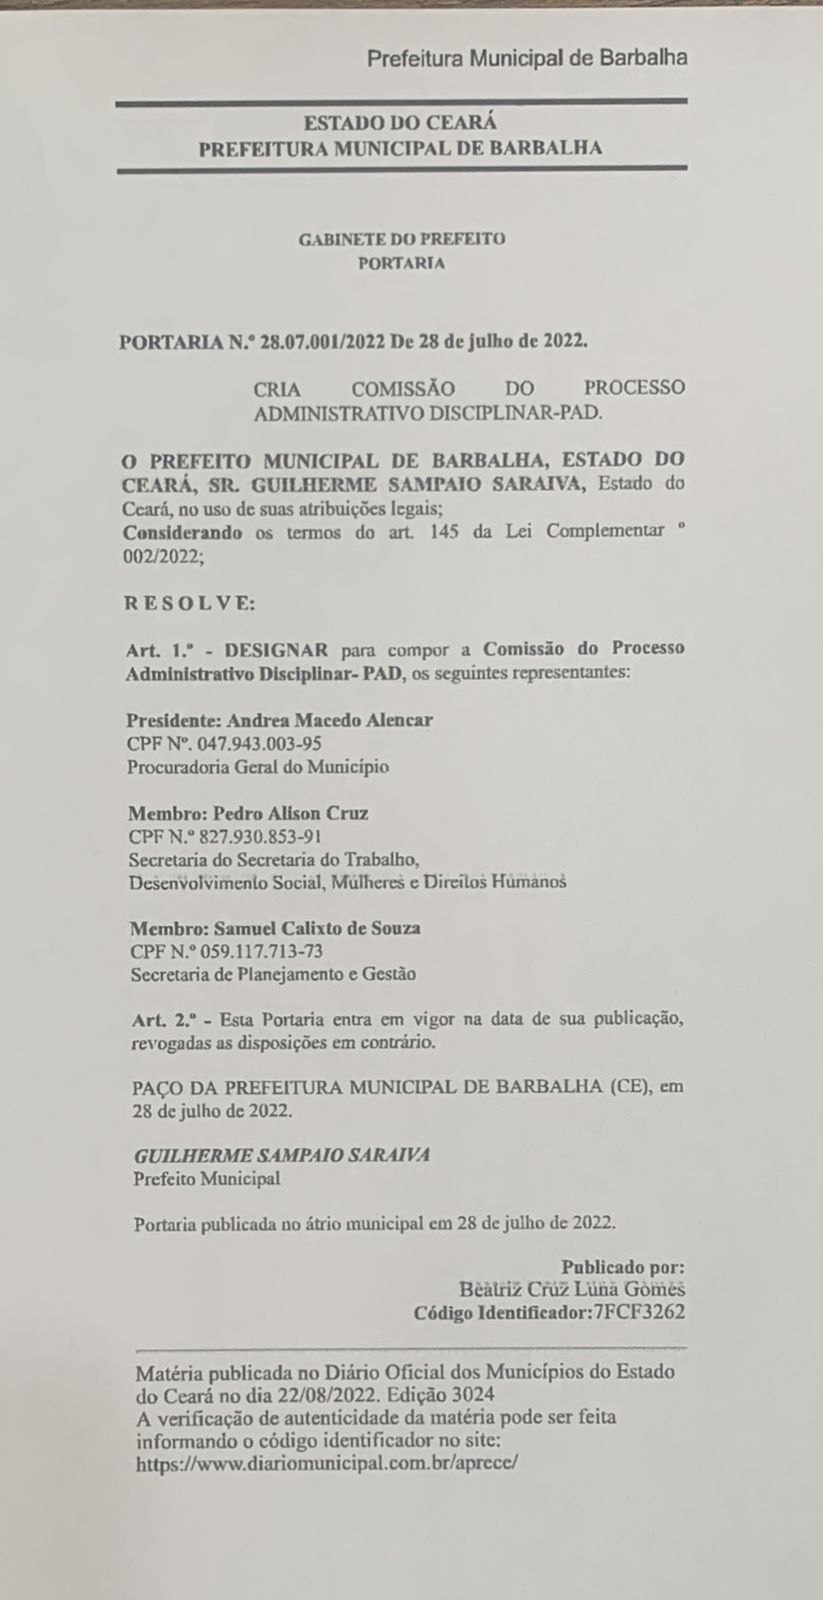 Prefeitura Municipal de Barbalha
ESTADO DO CEARÁ
PREFEITURA MUNICIPAL DE BARBALHA
GABINETE DO PREFEITO
PORTARIA
PORTARIA N.º 28.07.001/2022 De 28 de julho de 2022.
CRIA COMISSÃO DO PROCESSO
ADMINISTRATIVO DISCIPLINAR-PAD.
O PREFEITO MUNICIPAL DE BARBALHA, ESTADO DO
CEARÁ, SR. GUILHERME SAMPAIO SARAIVA, Estado do
Ceará, no uso de suas atribuições legais;
Considerando os termos do art. 145 da Lei Complementar º
002/2022;
R E S O L V E:
Art. 1.º - DESIGNAR para compor a Comissão do Processo
Administrativo Disciplinar- PAD, os seguintes representantes:
Presidente: Andrea Macedo Alencar
CPF Nº. 047.943.003-95
Procuradoria Geral do Município
Membro: Pedro Alison Cruz
CPF N.º 827.930.853-91
Secretaria do Secretaria do Trabalho,
Desenvolvimento Social, Mulheres e Direitos Humanos
Membro: Samuel Calixto de Souza
CPF N.º 059.117.713-73
Secretaria de Planejamento e Gestão
Art. 2.º - Esta Portaria entra em vigor na data de sua publicação,
revogadas as disposições em contrário.
PAÇO DA PREFEITURA MUNICIPAL DE BARBALHA (CE), em
28 de julho de 2022.
GUILHERME SAMPAIO SARAIVA
Prefeito Municipal
Portaria publicada no átrio municipal em 28 de julho de 2022.
Publicado por:
Beatriz Cruz Luna Gomes
Código Identificador:7FCF3262
Matéria publicada no Diário Oficial dos Municípios do Estado
do Ceará no dia 22/08/2022. Edição 3024
A verificação de autenticidade da matéria pode ser feita
informando o código identificador no site:
https://www.diariomunicipal.com.br/aprece/